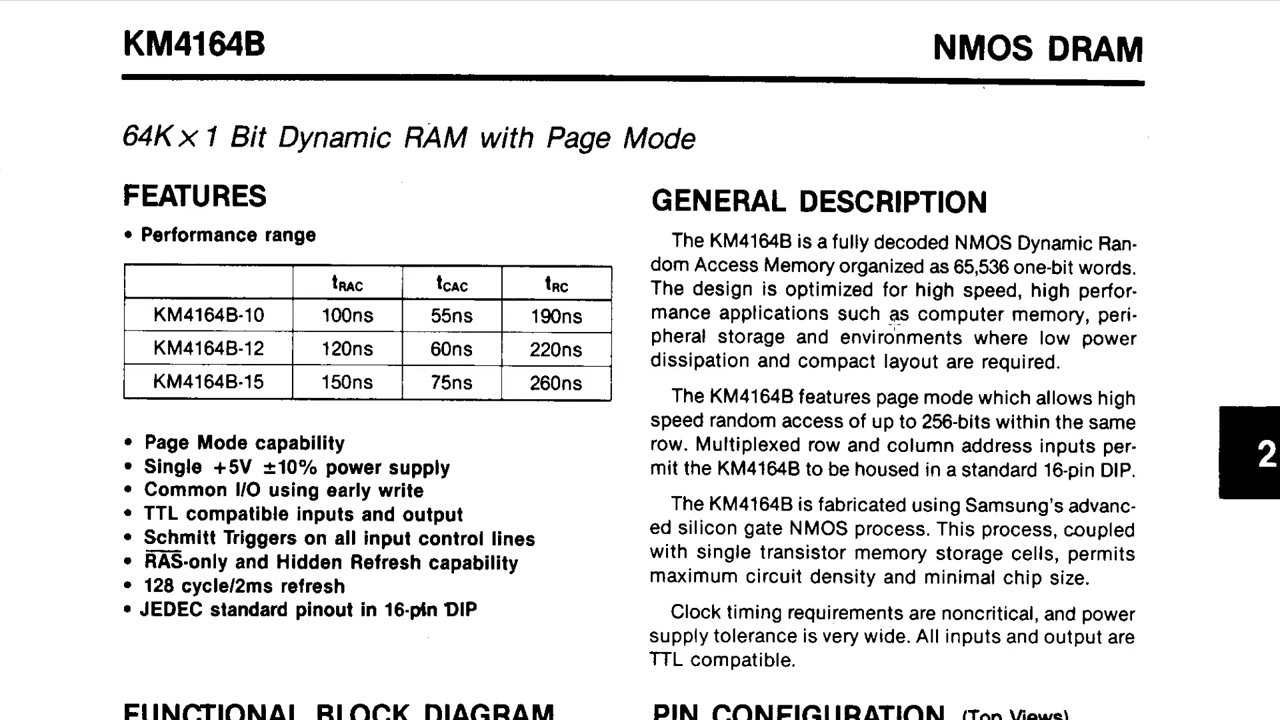 KM4164B
NMOS DRAM
64K × 1 Bit Dynamic RAM with Page Mode
FEATURES
• Performance range
tRAC tCAC tRC
KM4164B-10 100ns 55ns 190ns
KM4164B-12 120ns 60ns 220ns
KM4164B-15 150ns 75ns 260ns
• Page Mode capability
• Single +5V ±10% power supply
• Common I/O using early write
• TTL compatible inputs and output
• Schmitt Triggers on all input control lines
• R̅A̅S̅-only and Hidden Refresh capability
• 128 cycle/2ms refresh
• JEDEC standard pinout in 16-pin DIP
GENERAL DESCRIPTION
The KM4164B is a fully decoded NMOS Dynamic Ran-
dom Access Memory organized as 65,536 one-bit words.
The design is optimized for high speed, high perfor-
mance applications such as computer memory, peri-
pheral storage and environments where low power
dissipation and compact layout are required.
The KM4164B features page mode which allows high
speed random access of up to 256-bits within the same
row. Multiplexed row and column address inputs per-
mit the KM4164B to be housed in a standard 16-pin DIP.
The KM4164B is fabricated using Samsung's advanc-
ed silicon gate NMOS process. This process, coupled
with single transistor memory storage cells, permits
maximum circuit density and minimal chip size.
Clock timing requirements are noncritical, and power
supply tolerance is very wide. All inputs and output are
TTL compatible.
2
FUNCTIONAL BLOCK DIAGRAM
PIN CONFIGURATION (Top Views)